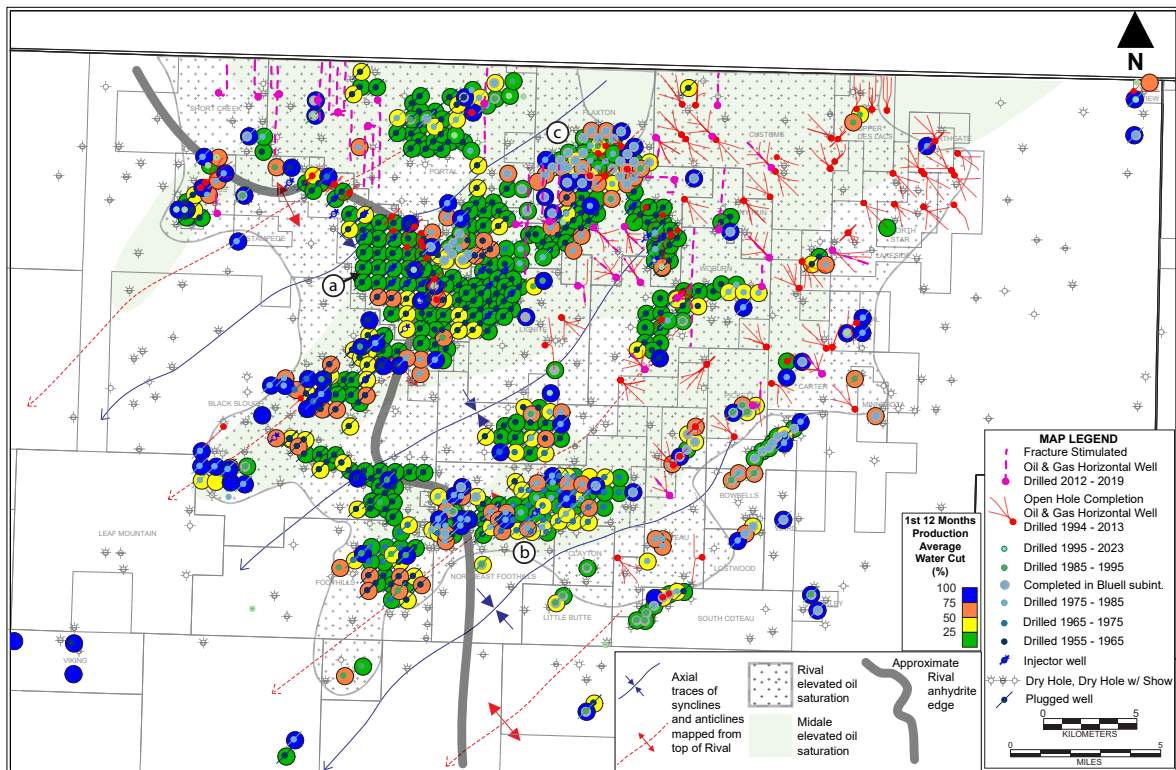 N
VIEW
SHORT CREEK
FLAXTON
CUSTOMS
UPPER
DES LACS
PORTAL
STAMPEDE
NORTH
STAR
LAKESIDE
WOBURN
LIGNITE
a
b
c
BLACK SLOUGH
CARTER
MINNESOTA
BOWBELLS
LEAF MOUNTAIN
CLAYTON
FOOTHILLS
NORTHEAST FOOTHILLS
LOSTWOOD
LITTLE BUTTE
SOUTH COTEAU
VIKING
MAP LEGEND
Fracture Stimulated
Oil & Gas Horizontal Well
Drilled 2012 - 2019
Open Hole Completion
Oil & Gas Horizontal Well
Drilled 1994 - 2013
Drilled 1995 - 2023
Drilled 1985 - 1995
Completed in Bluell subint.
Drilled 1975 - 1985
Drilled 1965 - 1975
Drilled 1955 - 1965
Injector well
Dry Hole, Dry Hole w/ Show
Plugged well
0 5
KILOMETERS
0 5
MILES
1st 12 Months
Production
Average
Water Cut
(%)
100
75
50
25
Axial
traces of
synclines
and anticlines
mapped from
top of Rival
Rival
elevated oil
saturation
Midale
elevated oil
saturation
Approximate
Rival
anhydrite
edge